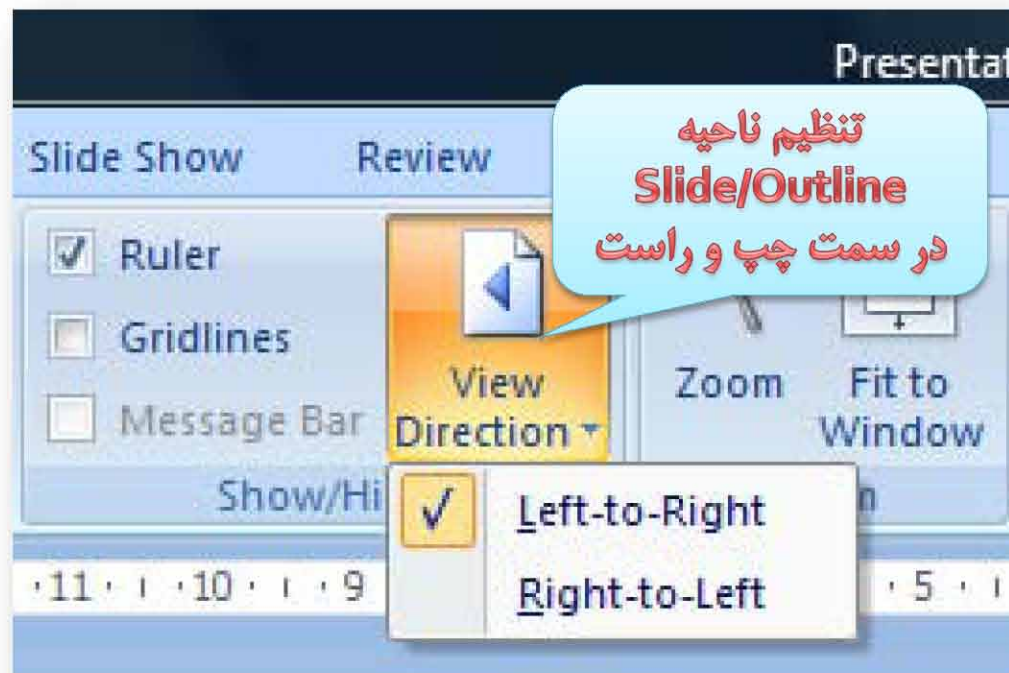 Presentat
Slide Show Review
تنظیم ناحیه
Slide/Outline
در سمت چپ و راست
Ruler
Gridlines
Message Bar
View
Direction
Zoom
Fit to
Window
Show/Hi
Left-to-Right
Right-to-Left
11 10 9 5